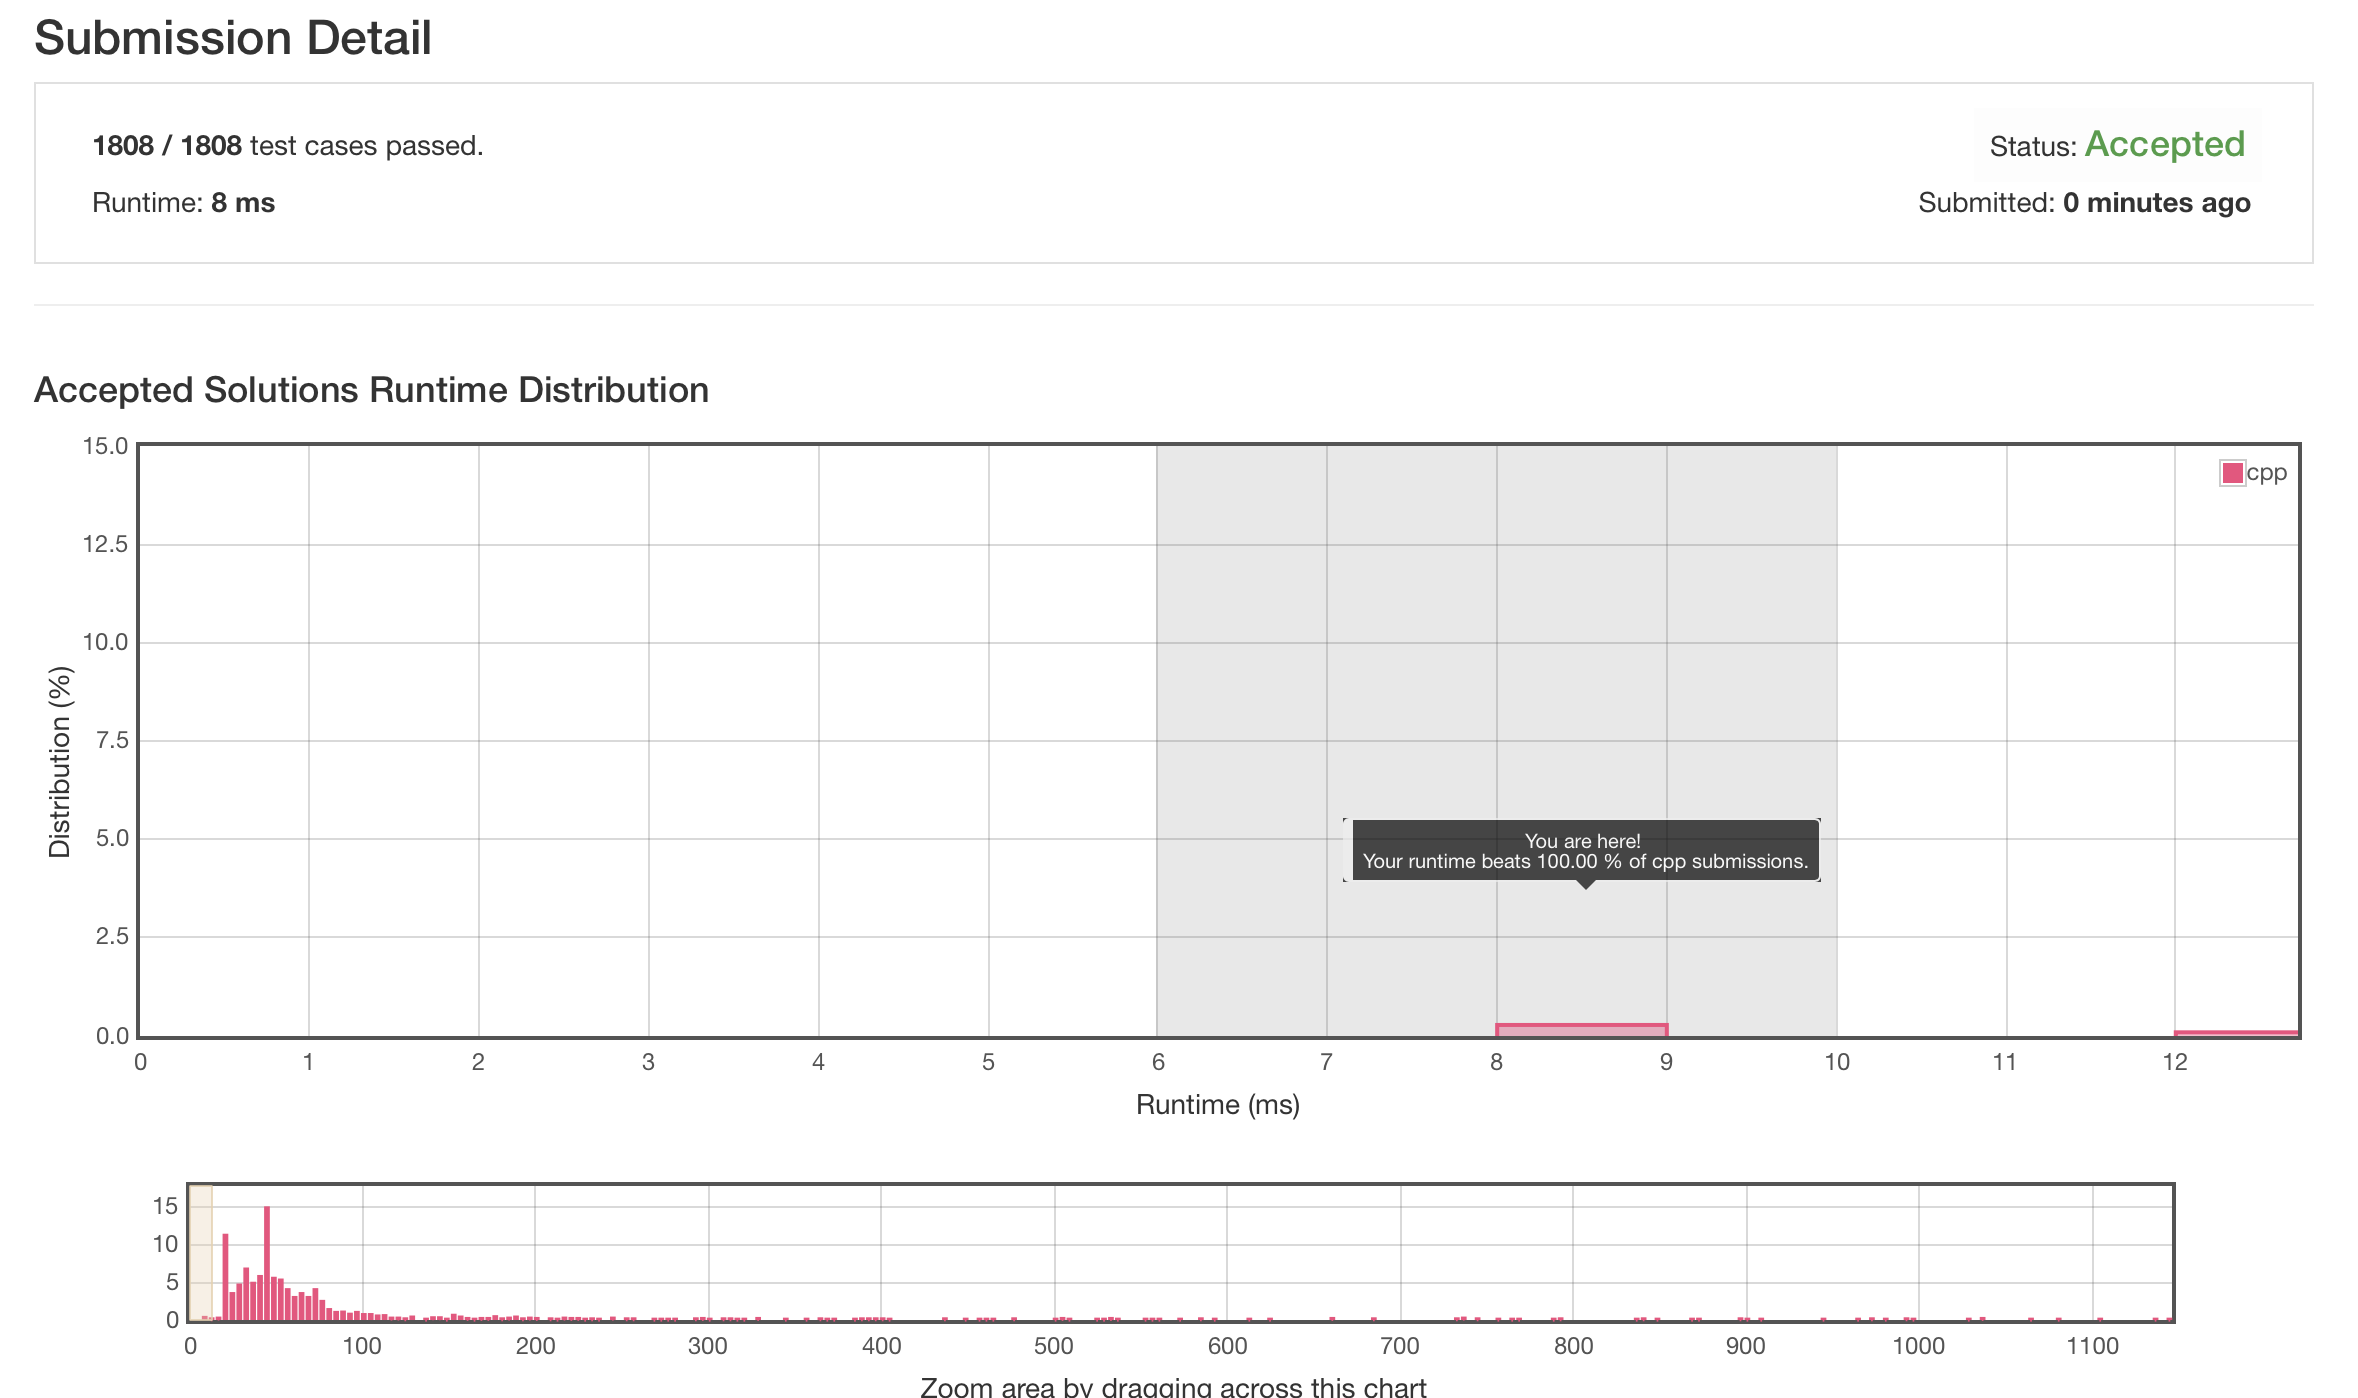 Submission Detail
1808 / 1808 test cases passed.
Status: Accepted
Runtime: 8 ms
Submitted: 0 minutes ago
Accepted Solutions Runtime Distribution
15.0
12.5
10.0
7.5
5.0
2.5
0.0
Distribution (%)
cpp
You are here!
Your runtime beats 100.00 % of cpp submissions.
0 1 2 3 4 5 6 7 8 9 10 11 12
Runtime (ms)
15
10
5
0
0 100 200 300 400 500 600 700 800 900 1000 1100
Zoom area by dragging across this chart